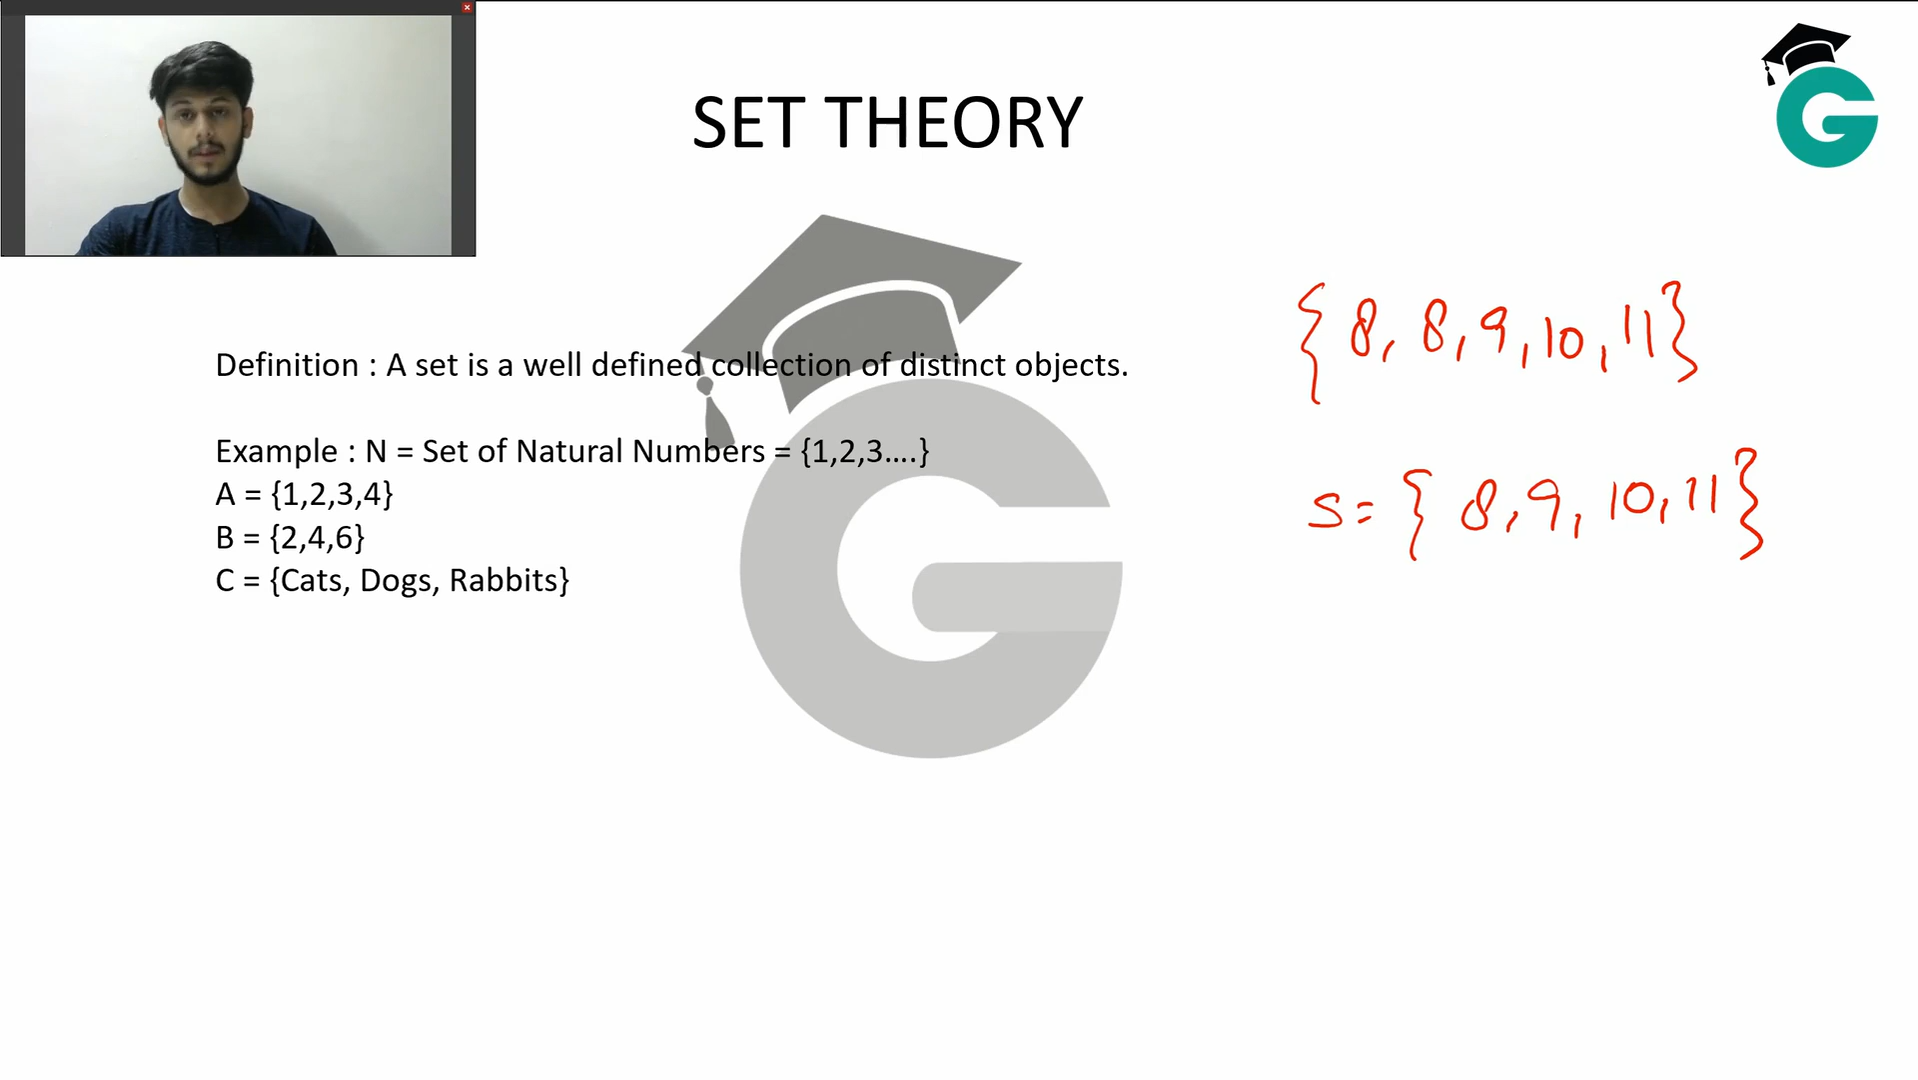 SET THEORY
Definition : A set is a well defined collection of distinct objects.
Example : N = Set of Natural Numbers = {1,2,3….}
A = {1,2,3,4}
B = {2,4,6}
C = {Cats, Dogs, Rabbits}
{8, 8, 9, 10, 11}
S = {8, 9, 10, 11}
G